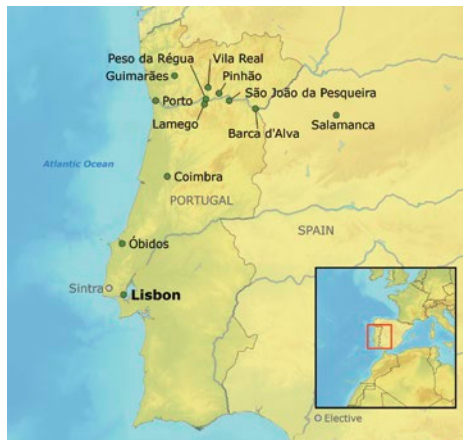 Peso da Régua
Vila Real
Guimarães
Pinhão
Porto
São João da Pesqueira
Lamego
Barca d'Alva
Salamanca
Atlantic Ocean
Coimbra
PORTUGAL
SPAIN
Óbidos
Sintra
Lisbon
Elective